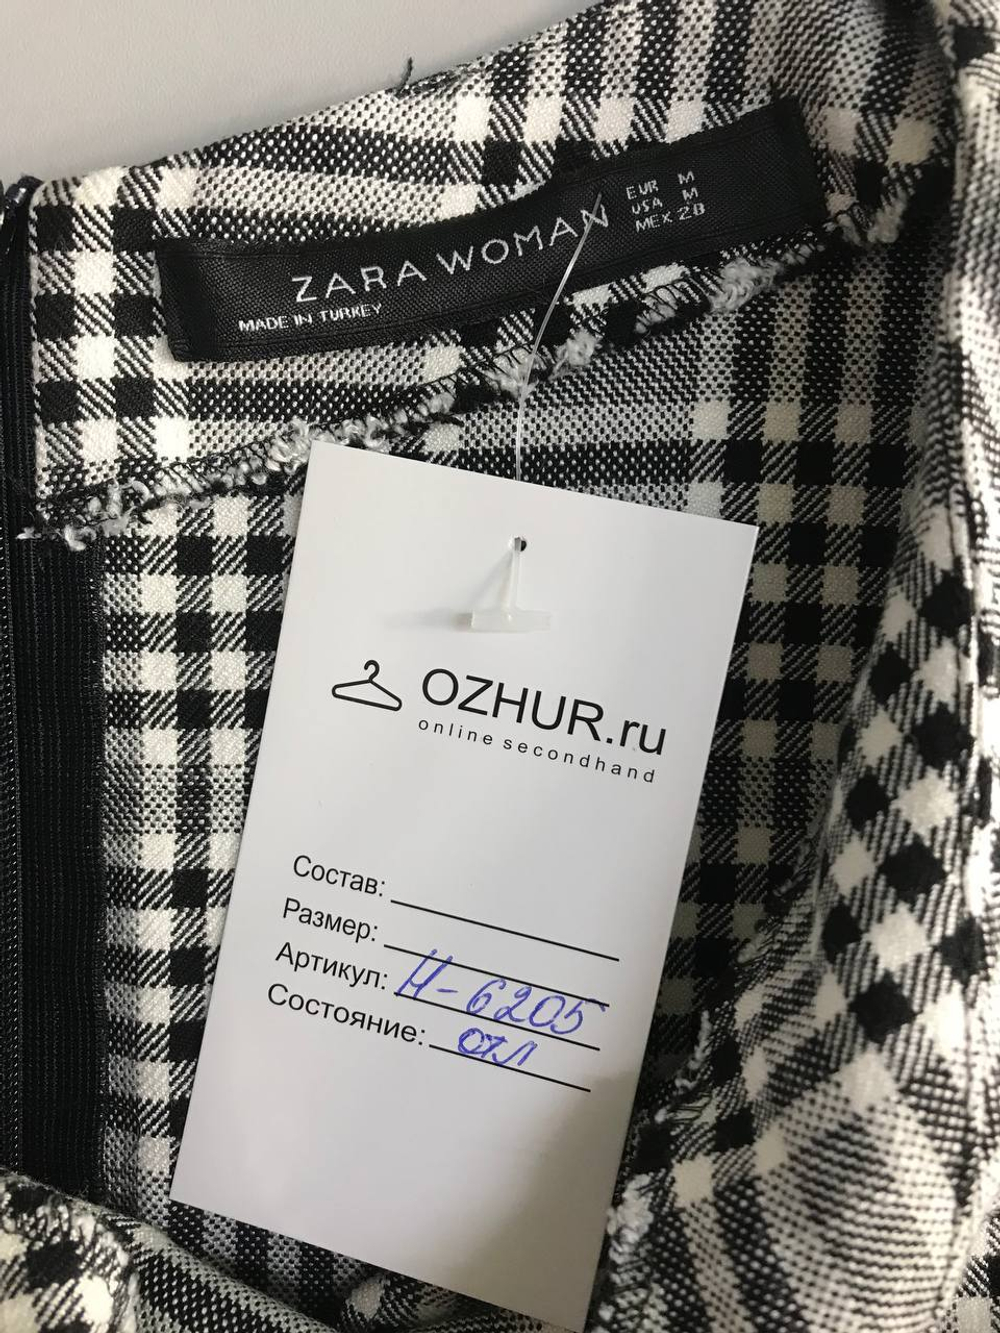 ZARA WOMAN
EUR M
USA M
MEX 28
MADE IN TURKEY
OZHUR.ru
online secondhand
Состав:
Размер:
Артикул: Н-6205
Состояние: отл